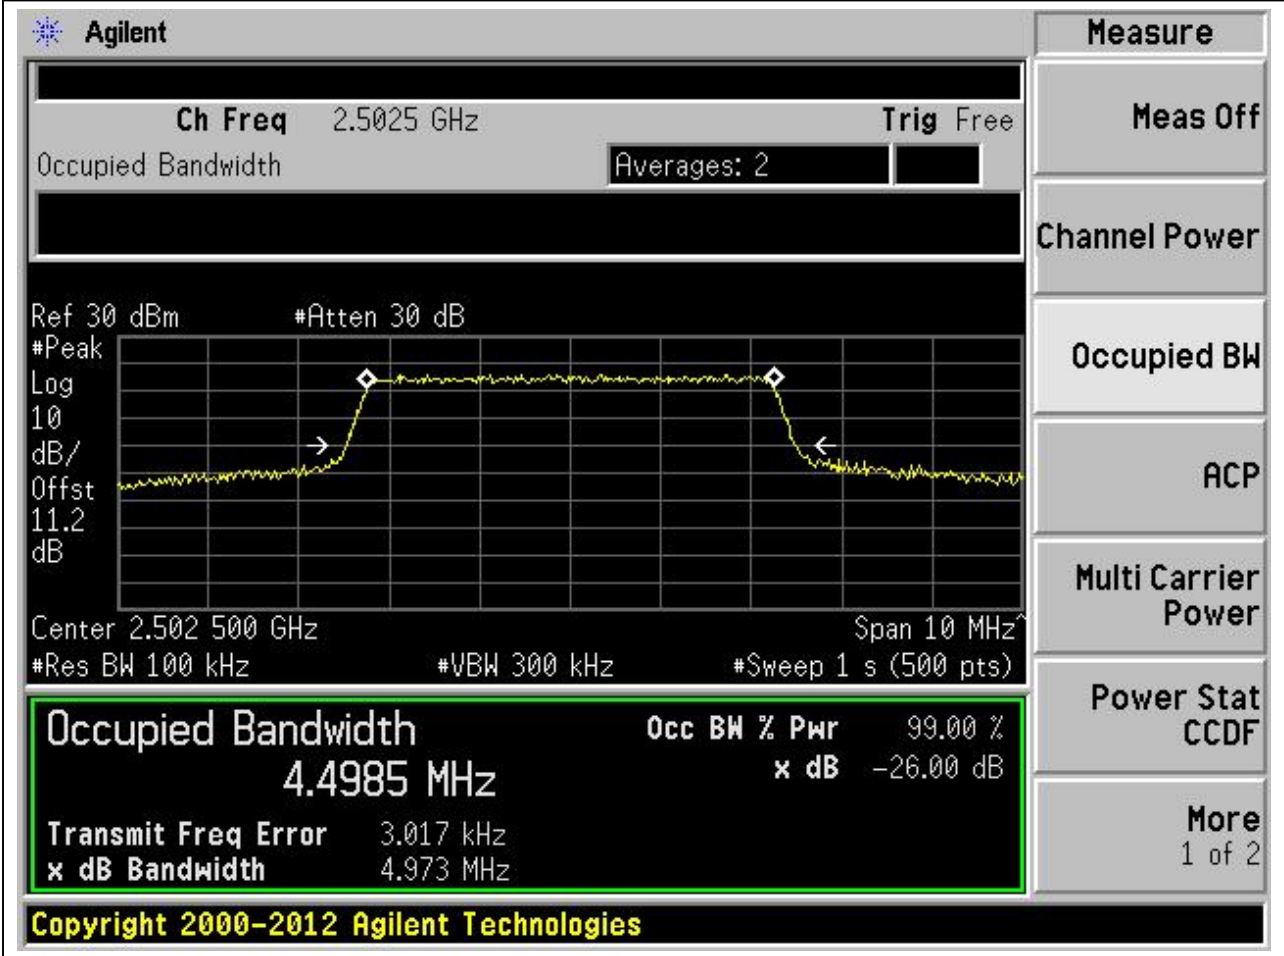 Agilent
Measure
Ch Freq 2.5025 GHz Trig Free
Occupied Bandwidth Averages: 2
Meas Off
Channel Power
Occupied BW
ACP
Multi Carrier
Power
Power Stat
CCDF
More
1 of 2
Ref 30 dBm #Atten 30 dB
#Peak
Log
10
dB/
Offst
11.2
dB
Center 2.502 500 GHz Span 10 MHz^
#Res BW 100 kHz #VBW 300 kHz #Sweep 1 s (500 pts)
Occupied Bandwidth Occ BW % Pwr 99.00 %
4.4985 MHz x dB -26.00 dB
Transmit Freq Error 3.017 kHz
x dB Bandwidth 4.973 MHz
Copyright 2000-2012 Agilent Technologies